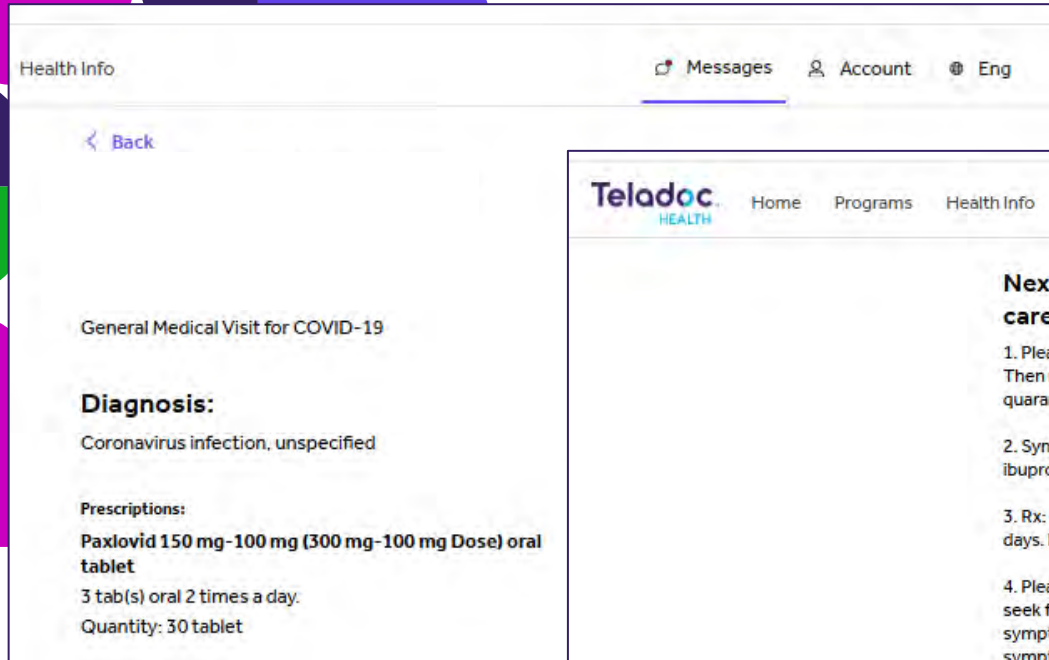 Health Info
Messages
Account
Eng
Back
General Medical Visit for COVID-19
Diagnosis:
Coronavirus infection, unspecified
Prescriptions:
Paxlovid 150 mg-100 mg (300 mg-100 mg Dose) oral
tablet
3 tab(s) oral 2 times a day.
Quantity: 30 tablet
Teladoc.
HEALTH
Home
Programs
Health Info
Nex
care
1. Plea
Then
quara
2. Syn
ibupro
3. Rx:
days.
4. Plea
seek f
sympt
sympt